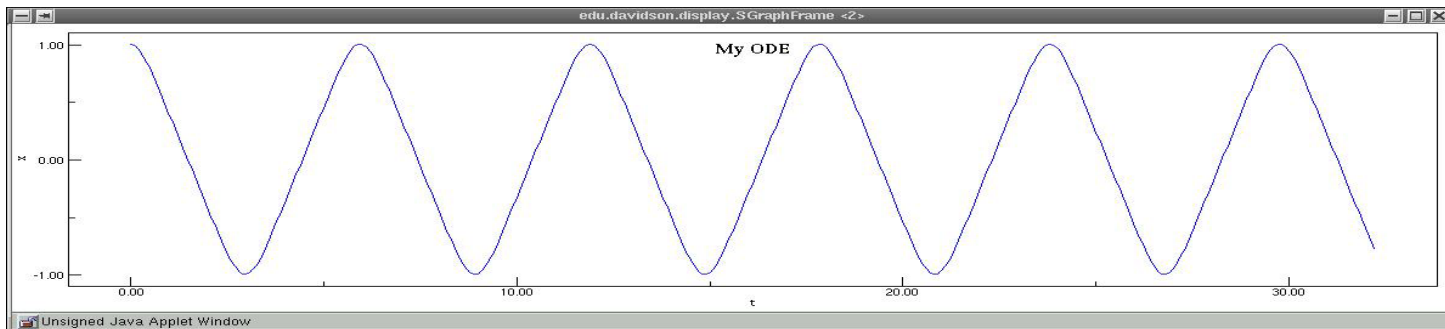 edu.davidson.display.SGraphFrame <2>
My ODE
1.00
x
0.00
-1.00
0.00
10.00
20.00
30.00
t
Unsigned Java Applet Window